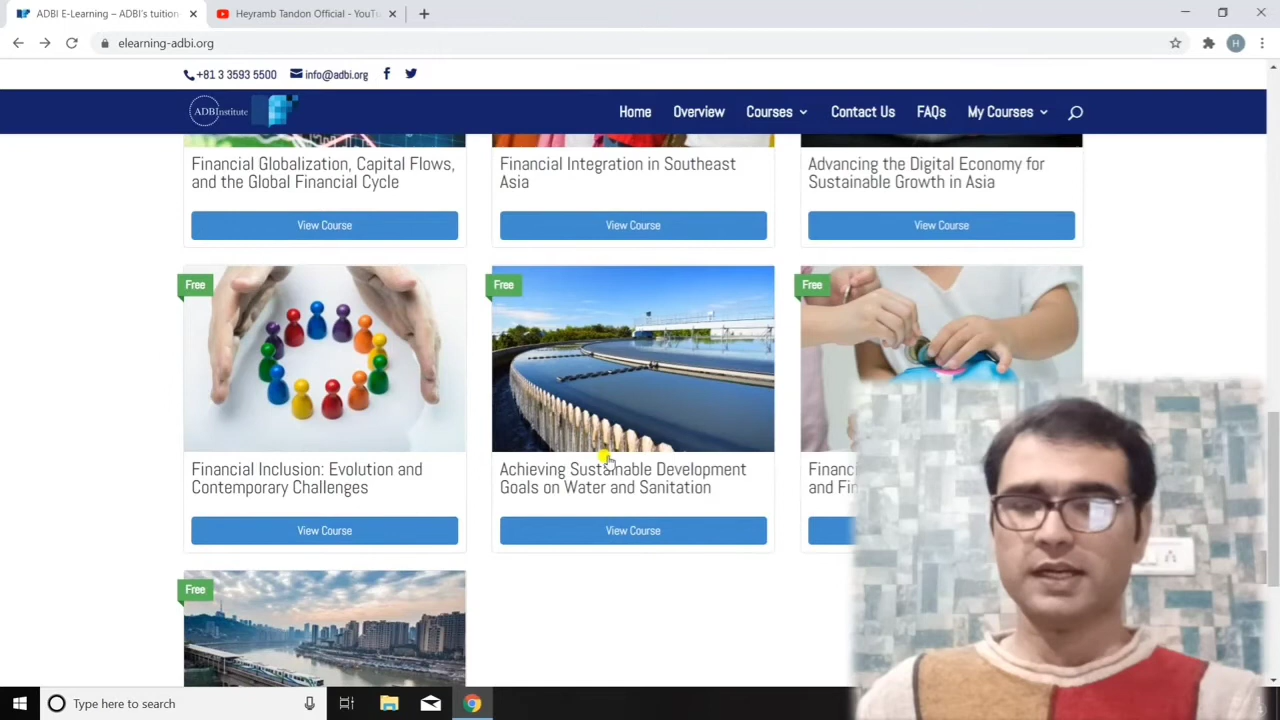 ADBI E-Learning – ADBI's tuition
Heyramb Tandon Official - YouTu
elearning-adbi.org
H
+81 3 3593 5500
info@adbi.org
ADBInstitute
Home
Overview
Courses
Contact Us
FAQs
My Courses
Financial Globalization, Capital Flows,
and the Global Financial Cycle
View Course
Financial Integration in Southeast
Asia
View Course
Advancing the Digital Economy for
Sustainable Growth in Asia
View Course
Free
Financial Inclusion: Evolution and
Contemporary Challenges
View Course
Free
Achieving Sustainable Development
Goals on Water and Sanitation
View Course
Free
and
Free
Type here to search